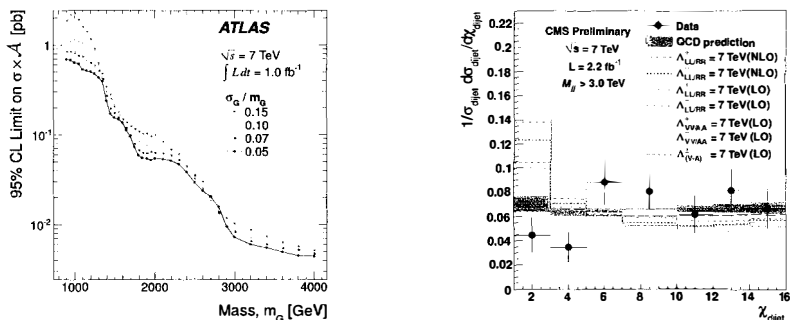 95% CL Limit on σ × A [pb]
1
10⁻¹
10⁻²
ATLAS
√s = 7 TeV
∫ Ldt = 1.0 fb⁻¹
σ_G / m_G
0.15
0.10
0.07
0.05
1000 2000 3000 4000
Mass, m_G [GeV]
1/σ_dijet dσ_dijet/dχ_dijet
0.22
0.2
0.18
0.16
0.14
0.12
0.1
0.08
0.06
0.04
0.02
0
CMS Preliminary
√s = 7 TeV
L = 2.2 fb⁻¹
M_jj > 3.0 TeV
Data
QCD prediction
Λ⁺_LL/RR = 7 TeV(NLO)
Λ⁻_LL/RR = 7 TeV(NLO)
Λ⁺_LL/RR = 7 TeV(LO)
Λ⁻_LL/RR = 7 TeV(LO)
Λ⁺_VV/AA = 7 TeV(LO)
Λ⁻_VV/AA = 7 TeV (LO)
Λ_(V-A) = 7 TeV (LO)
2 4 6 8 10 12 14 16
χ_dijet